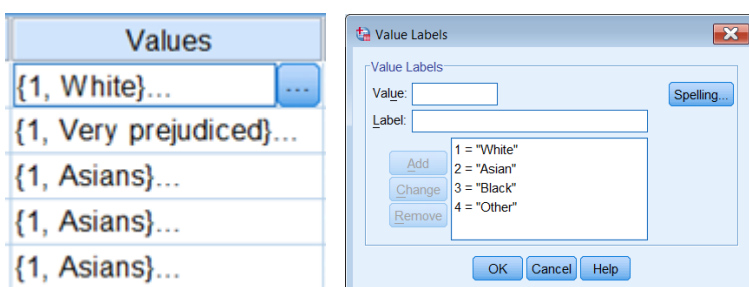 Values
{1, White}...
...
{1, Very prejudiced}...
{1, Asians}...
{1, Asians}...
{1, Asians}...
Value Labels
Value Labels
Value:
Spelling...
Label:
Add
Change
Remove
1 = "White"
2 = "Asian"
3 = "Black"
4 = "Other"
OK Cancel Help